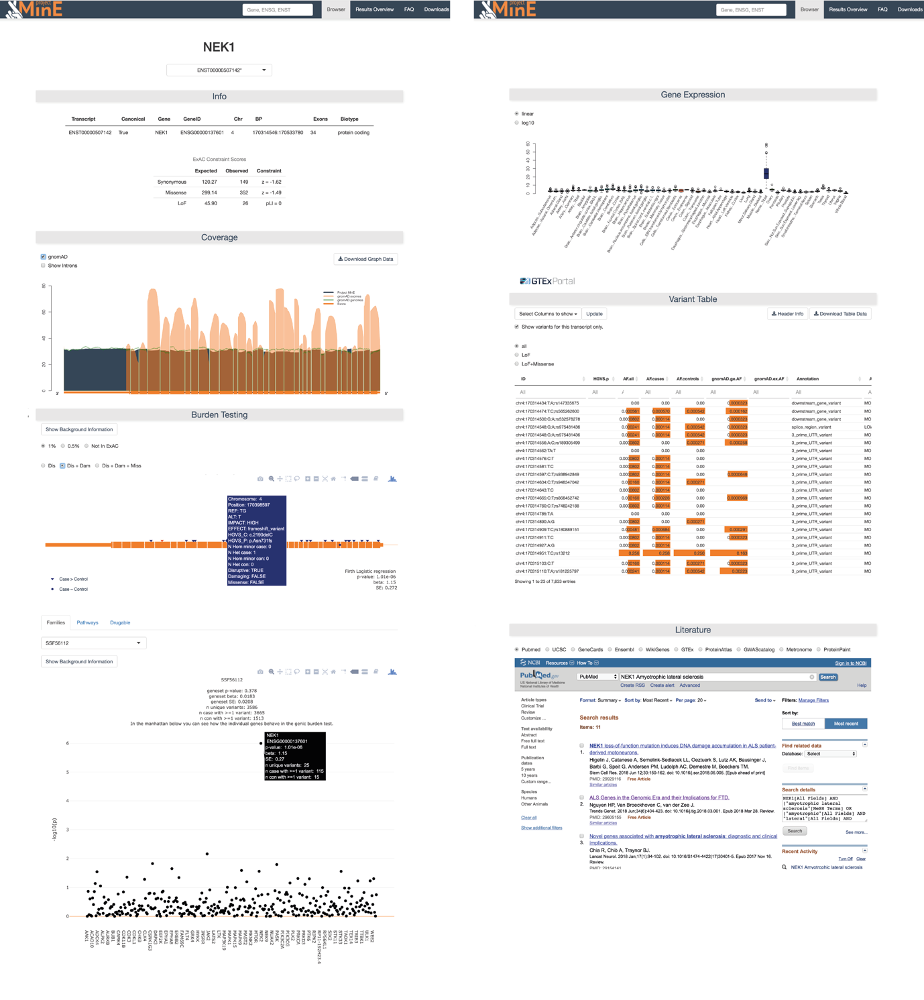 project
MinE
Gene, ENSG, ENST
Browser
Results Overview
FAQ
Downloads
NEK1
ENST00000507142*
Info
Transcript Canonical Gene GeneID Chr BP Exons Biotype
ENST00000507142 True NEK1 ENSG00000137601 4 170314546:170533780 34 protein coding
ExAC Constraint Scores
Expected Observed Constraint
Synonymous 120.27 149 z = -1.62
Missense 299.14 352 z = -1.49
LoF 45.90 26 pLI = 0
Coverage
gnomAD
Show Introns
Download Graph Data
80
60
40
20
0
Project MinE
gnomAD exomes
gnomAD genomes
Exons
3'
5'
Burden Testing
Show Background Information
1% 0.5% Not In ExAC
Dis Dis + Dam Dis + Dam + Miss
Chromosome: 4
Position: 170398597
REF: TG
ALT: T
IMPACT: HIGH
EFFECT: frameshift_variant
HGVS_C: c.2190delC
HGVS_P: p.Asn731fs
N Hom minor case: 0
N Het case: 1
N Hom minor con: 0
N Het con: 0
Disruptive: TRUE
Damaging: FALSE
Missense: FALSE
Case > Control
Case ~ Control
Firth Logistic regression
p-value: 1.01e-06
beta: 1.15
SE: 0.272
Families Pathways Drugable
SSF56112
Show Background Information
SSF56112
geneset p-value: 0.378
geneset beta: 0.0183
geneset SE: 0.0208
n unique variants: 3586
n case with >=1 variant: 3665
n con with >=1 variant: 1513
In the manhattan below you can see how the individual genes behave in the genic burden test.
NEK1
ENSG00000137601
p-value: 1.01e-06
beta: 1.15
SE: 0.27
n unique variants: 25
n case with >=1 variant: 115
n con with >=1 variant: 15
-log10(p)
6
5
4
3
2
1
0
AAK1
ACAD10
ADCK4
ALPK2
AURKB
BUB1
CAMK4
CDK11B
CDK3
CDKL1
CHKB
CLK4
CSNK1G3
DAPK3
EEF2K
EPHA1
EPHA8
ERBB2
FAM69C
FLT4
GRK4
HYKK
INSRR
JAK2
LATS2
LTK
MAP3K19
MAPK1
MAPK15
MAPK9
MAST2
MKNK2
MTOR
NEK2
NEK9
NUAK2
PASK
PIK3C2A
PIK3CG
PLK2
PRKCA
PRKD3
PTK6
RIPK2
RP11-192H23.4
RPS6KL1
SIK2
STK11
STK33
TAOK1
TEX14
TRIB3
TTBK1
ULK1
WEE2
project
MinE
Gene, ENSG, ENST
Browser
Results Overview
FAQ
Downloads
Gene Expression
linear
log10
60
50
40
30
20
10
0
GTEx Portal
Variant Table
Select Columns to show
Update
Header Info
Download Table Data
Show variants for this transcript only.
all
LoF
LoF+Missense
ID HGVS.p AF.all AF.cases AF.controls gnomAD.ge.AF gnomAD.ex.AF Annotation
All All All All All All All
chr4:170314434:T:A;rs147335675 0.00 0.00 0.00 0.0000323 downstream_gene_variant MO
chr4:170314474:T:C;rs565262600 0.000561 0.000570 0.000542 0.000162 downstream_gene_variant MO
chr4:170314500:G:A;rs532578278 0.0000802 0.000114 0.00 0.0000323 downstream_gene_variant MO
chr4:170314548:G:A;rs975481436 0.000241 0.000114 0.000542 0.0000323 splice_region_variant LO
chr4:170314548:G:A;rs975481436 0.000241 0.000114 0.000542 0.0000323 3_prime_UTR_variant MO
chr4:170314556:A:C;rs189305499 0.0000802 0.00 0.000271 0.000258 3_prime_UTR_variant MO
chr4:170314562:TA:T 0.00 0.00 0.00 3_prime_UTR_variant MO
chr4:170314576:C:T 0.0000802 0.000114 0.00 3_prime_UTR_variant MO
chr4:170314581:T:C 0.0000802 0.000114 0.00 3_prime_UTR_variant MO
chr4:170314597:C:T;rs938942849 0.0000802 0.000114 0.00 0.0000646 3_prime_UTR_variant MO
chr4:170314634:C:T;rs948347042 0.000160 0.000114 0.000271 3_prime_UTR_variant MO
chr4:170314643:T:C 0.0000802 0.000114 0.00 3_prime_UTR_variant MO
chr4:170314665:C:T;rs868452742 0.000160 0.000228 0.00 0.0000969 3_prime_UTR_variant MO
chr4:170314760:C:T;rs748242188 0.0000802 0.000114 0.00 3_prime_UTR_variant MO
chr4:170314785:T:A 0.00 0.00 0.00 3_prime_UTR_variant MO
chr4:170314890:A:G 0.0000802 0.00 0.000271 3_prime_UTR_variant MO
chr4:170314909:T:C;rs180889151 0.000481 0.000684 0.00 0.000291 3_prime_UTR_variant MO
chr4:170314911:T:C 0.0000802 0.000114 0.00 0.0000323 3_prime_UTR_variant MO
chr4:170314927:A:G 0.0000802 0.000114 0.00 3_prime_UTR_variant MO
chr4:170314951:T:C;rs13212 0.256 0.258 0.250 0.163 3_prime_UTR_variant MO
chr4:170315103:C:T 0.000160 0.000114 0.000271 0.0000323 3_prime_UTR_variant MO
chr4:170315110:T:A;rs181225797 0.000241 0.000114 0.000542 0.00223 3_prime_UTR_variant MO
Showing 1 to 23 of 7,833 entries
Literature
Pubmed UCSC GeneCards Ensembl WikiGenes GTEx ProteinAtlas GWAScatalog Metronome ProteinPaint
NCBI Resources How To Sign in to NCBI
PubMed.gov
US National Library of Medicine
National Institutes of Health
PubMed
NEK1 Amyotrophic lateral sclerosis
Search
Create RSS Create alert Advanced
Help
Article types
Clinical Trial
Review
Customize ...
Text availability
Abstract
Free full text
Full text
Publication
dates
5 years
10 years
Custom range...
Species
Humans
Other Animals
Clear all
Show additional filters
Format: Summary Sort by: Most Recent Per page: 20
Send to
Search results
Items: 11
1. NEK1 loss-of-function mutation induces DNA damage accumulation in ALS patient-
derived motoneurons.
Higelin J, Catanese A, Semelink-Sedlacek LL, Oeztuerk S, Lutz AK, Bausinger J,
Barbi G, Speit G, Andersen PM, Ludolph AC, Demestre M, Boeckers TM.
Stem Cell Res. 2018 Jun 12;30:150-162. doi: 10.1016/j.scr.2018.06.005. [Epub ahead of print]
PMID: 29929116 Free Article
Similar articles
2. ALS Genes in the Genomic Era and their Implications for FTD.
Nguyen HP, Van Broeckhoven C, van der Zee J.
Trends Genet. 2018 Jun;34(6):404-423. doi: 10.1016/j.tig.2018.03.001. Epub 2018 Mar 28. Review.
PMID: 29605155 Free Article
Similar articles
3. Novel genes associated with amyotrophic lateral sclerosis: diagnostic and clinical
implications.
Chia R, Chiò A, Traynor BJ.
Lancet Neurol. 2018 Jan;17(1):94-102. doi: 10.1016/S1474-4422(17)30401-5. Epub 2017 Nov 16.
Review.
PMID: 29154141
Filters: Manage Filters
Sort by:
Best match
Most recent
Find related data
Database: Select
Find items
Search details
NEK1[All Fields] AND
("amyotrophic lateral
sclerosis"[MeSH Terms] OR
("amyotrophic"[All Fields] AND
"lateral"[All Fields] AND
Search
See more...
Recent Activity
Turn Off Clear
NEK1 Amyotrophic lateral sclerosis